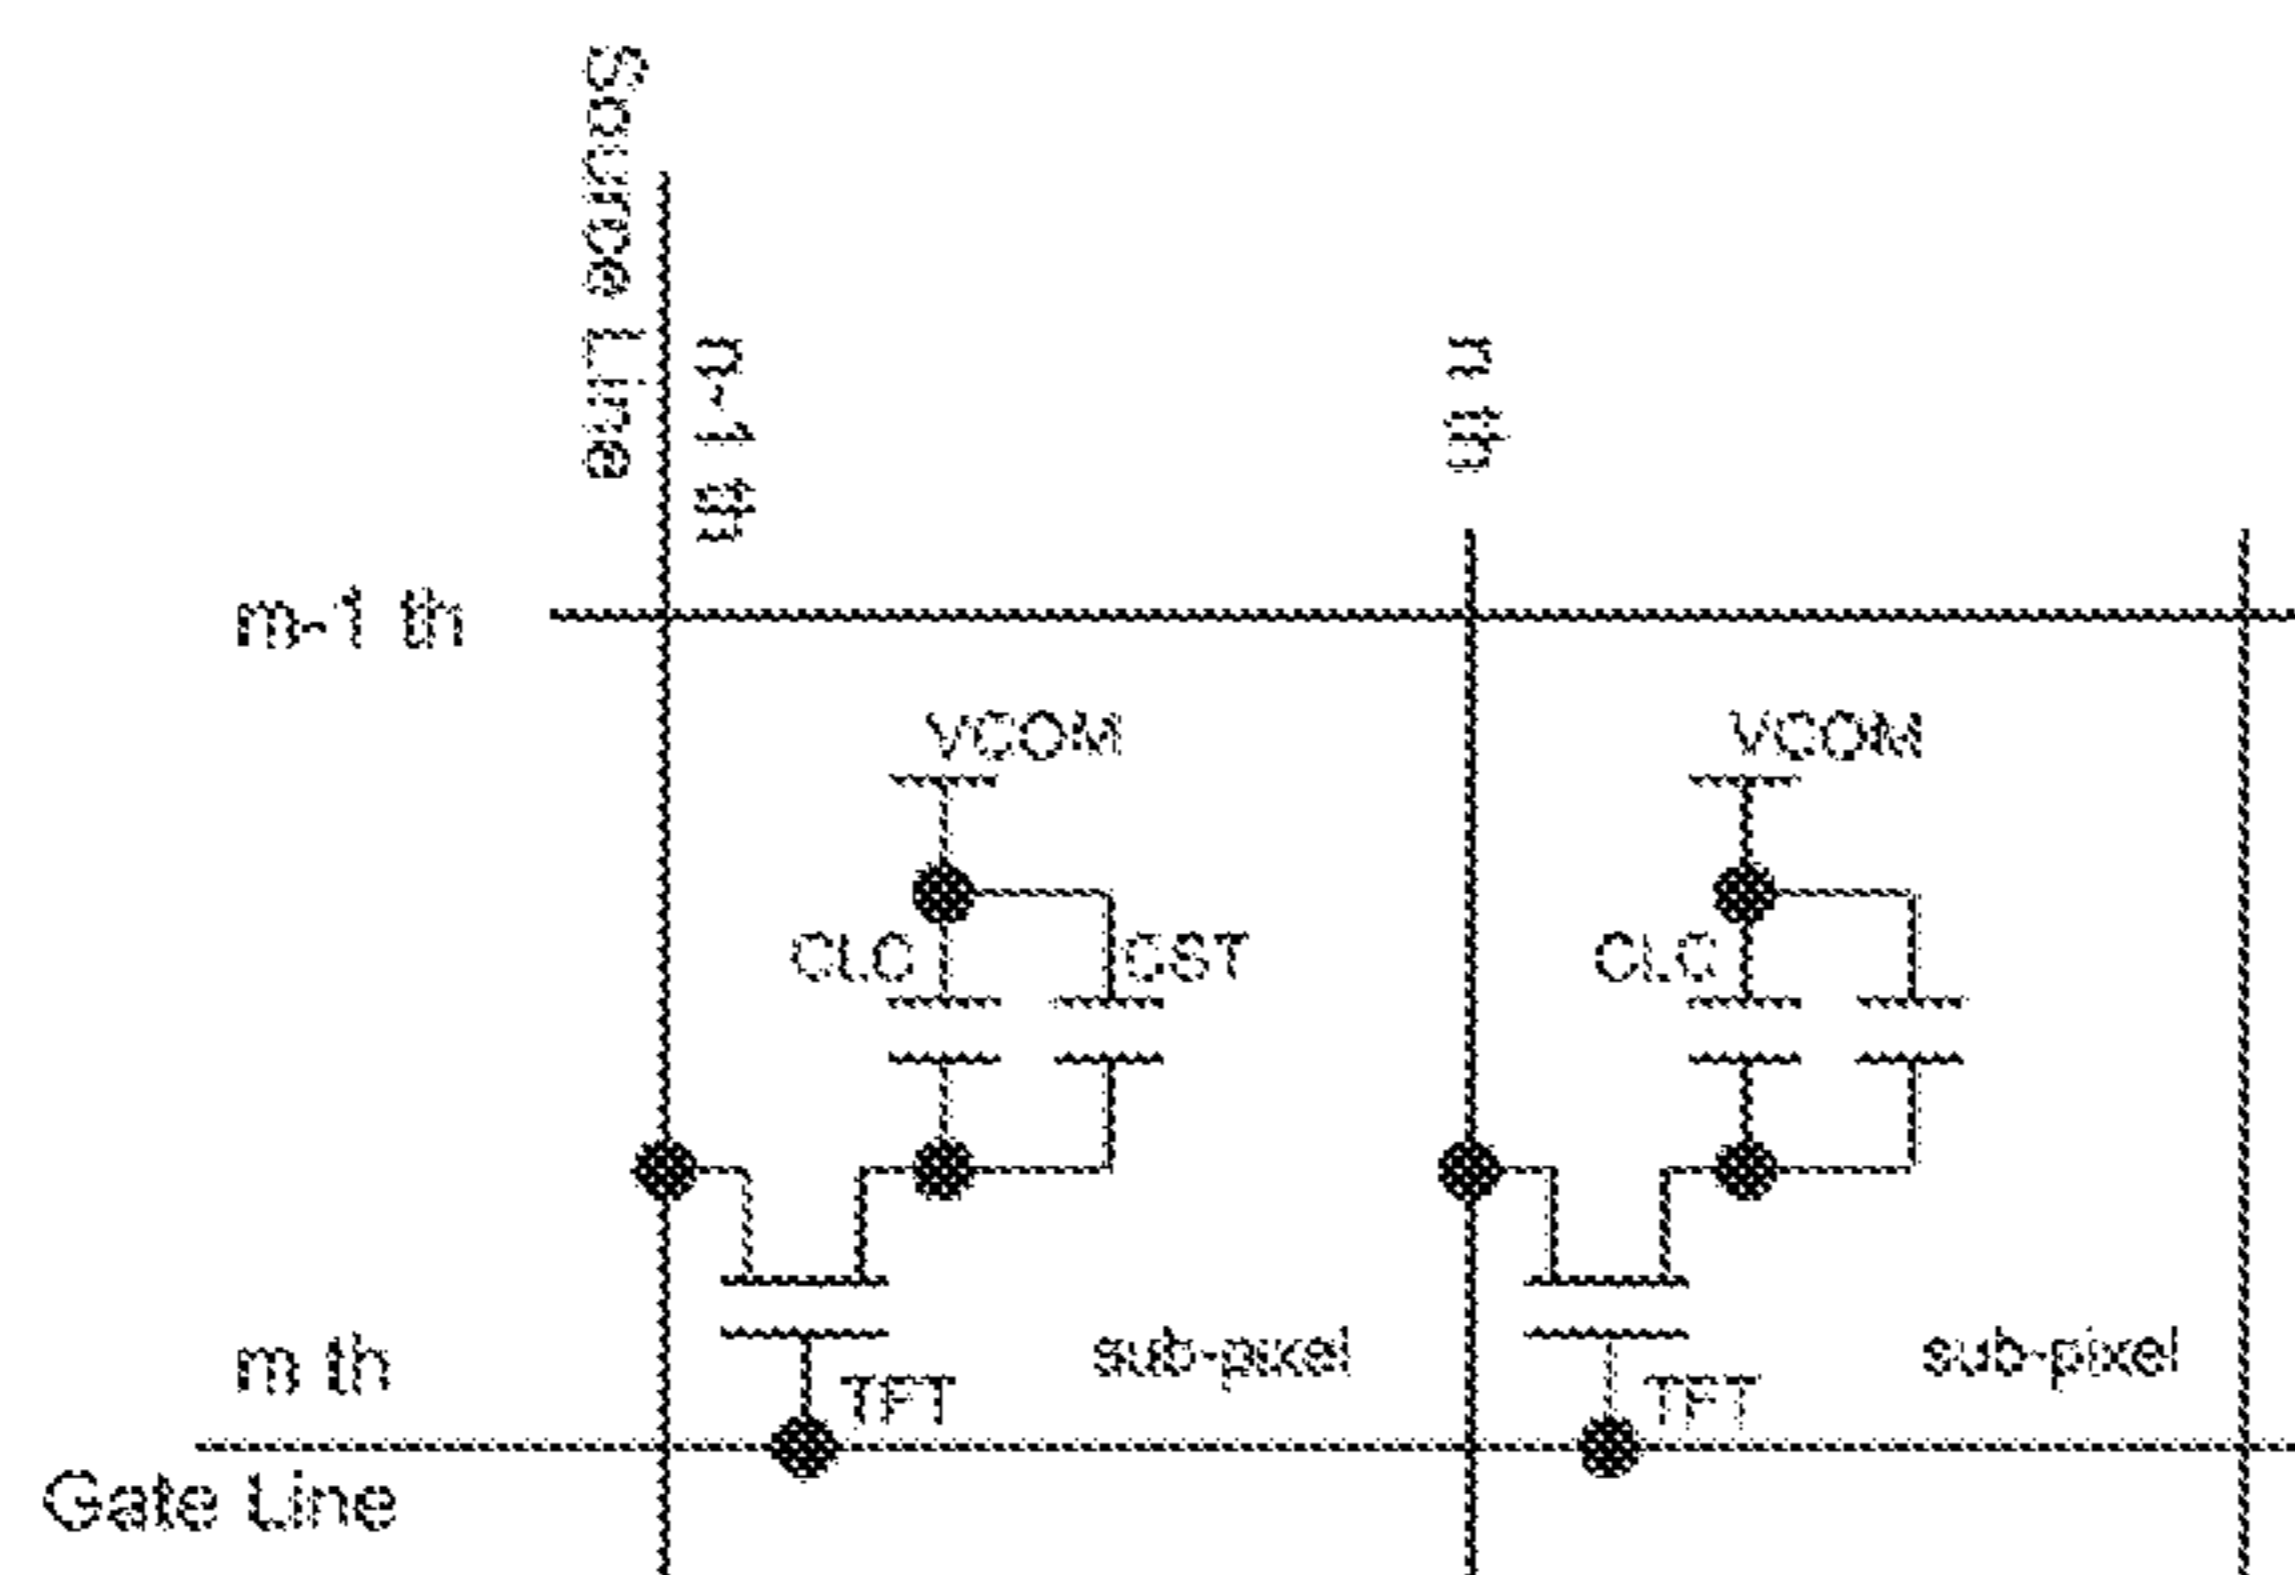 Source Line
n-1 th
n th
m-1 th
VCOM
VCOM
CLC
CST
CLC
m th
sub-pixel
sub-pixel
TFT
TFT
Gate Line